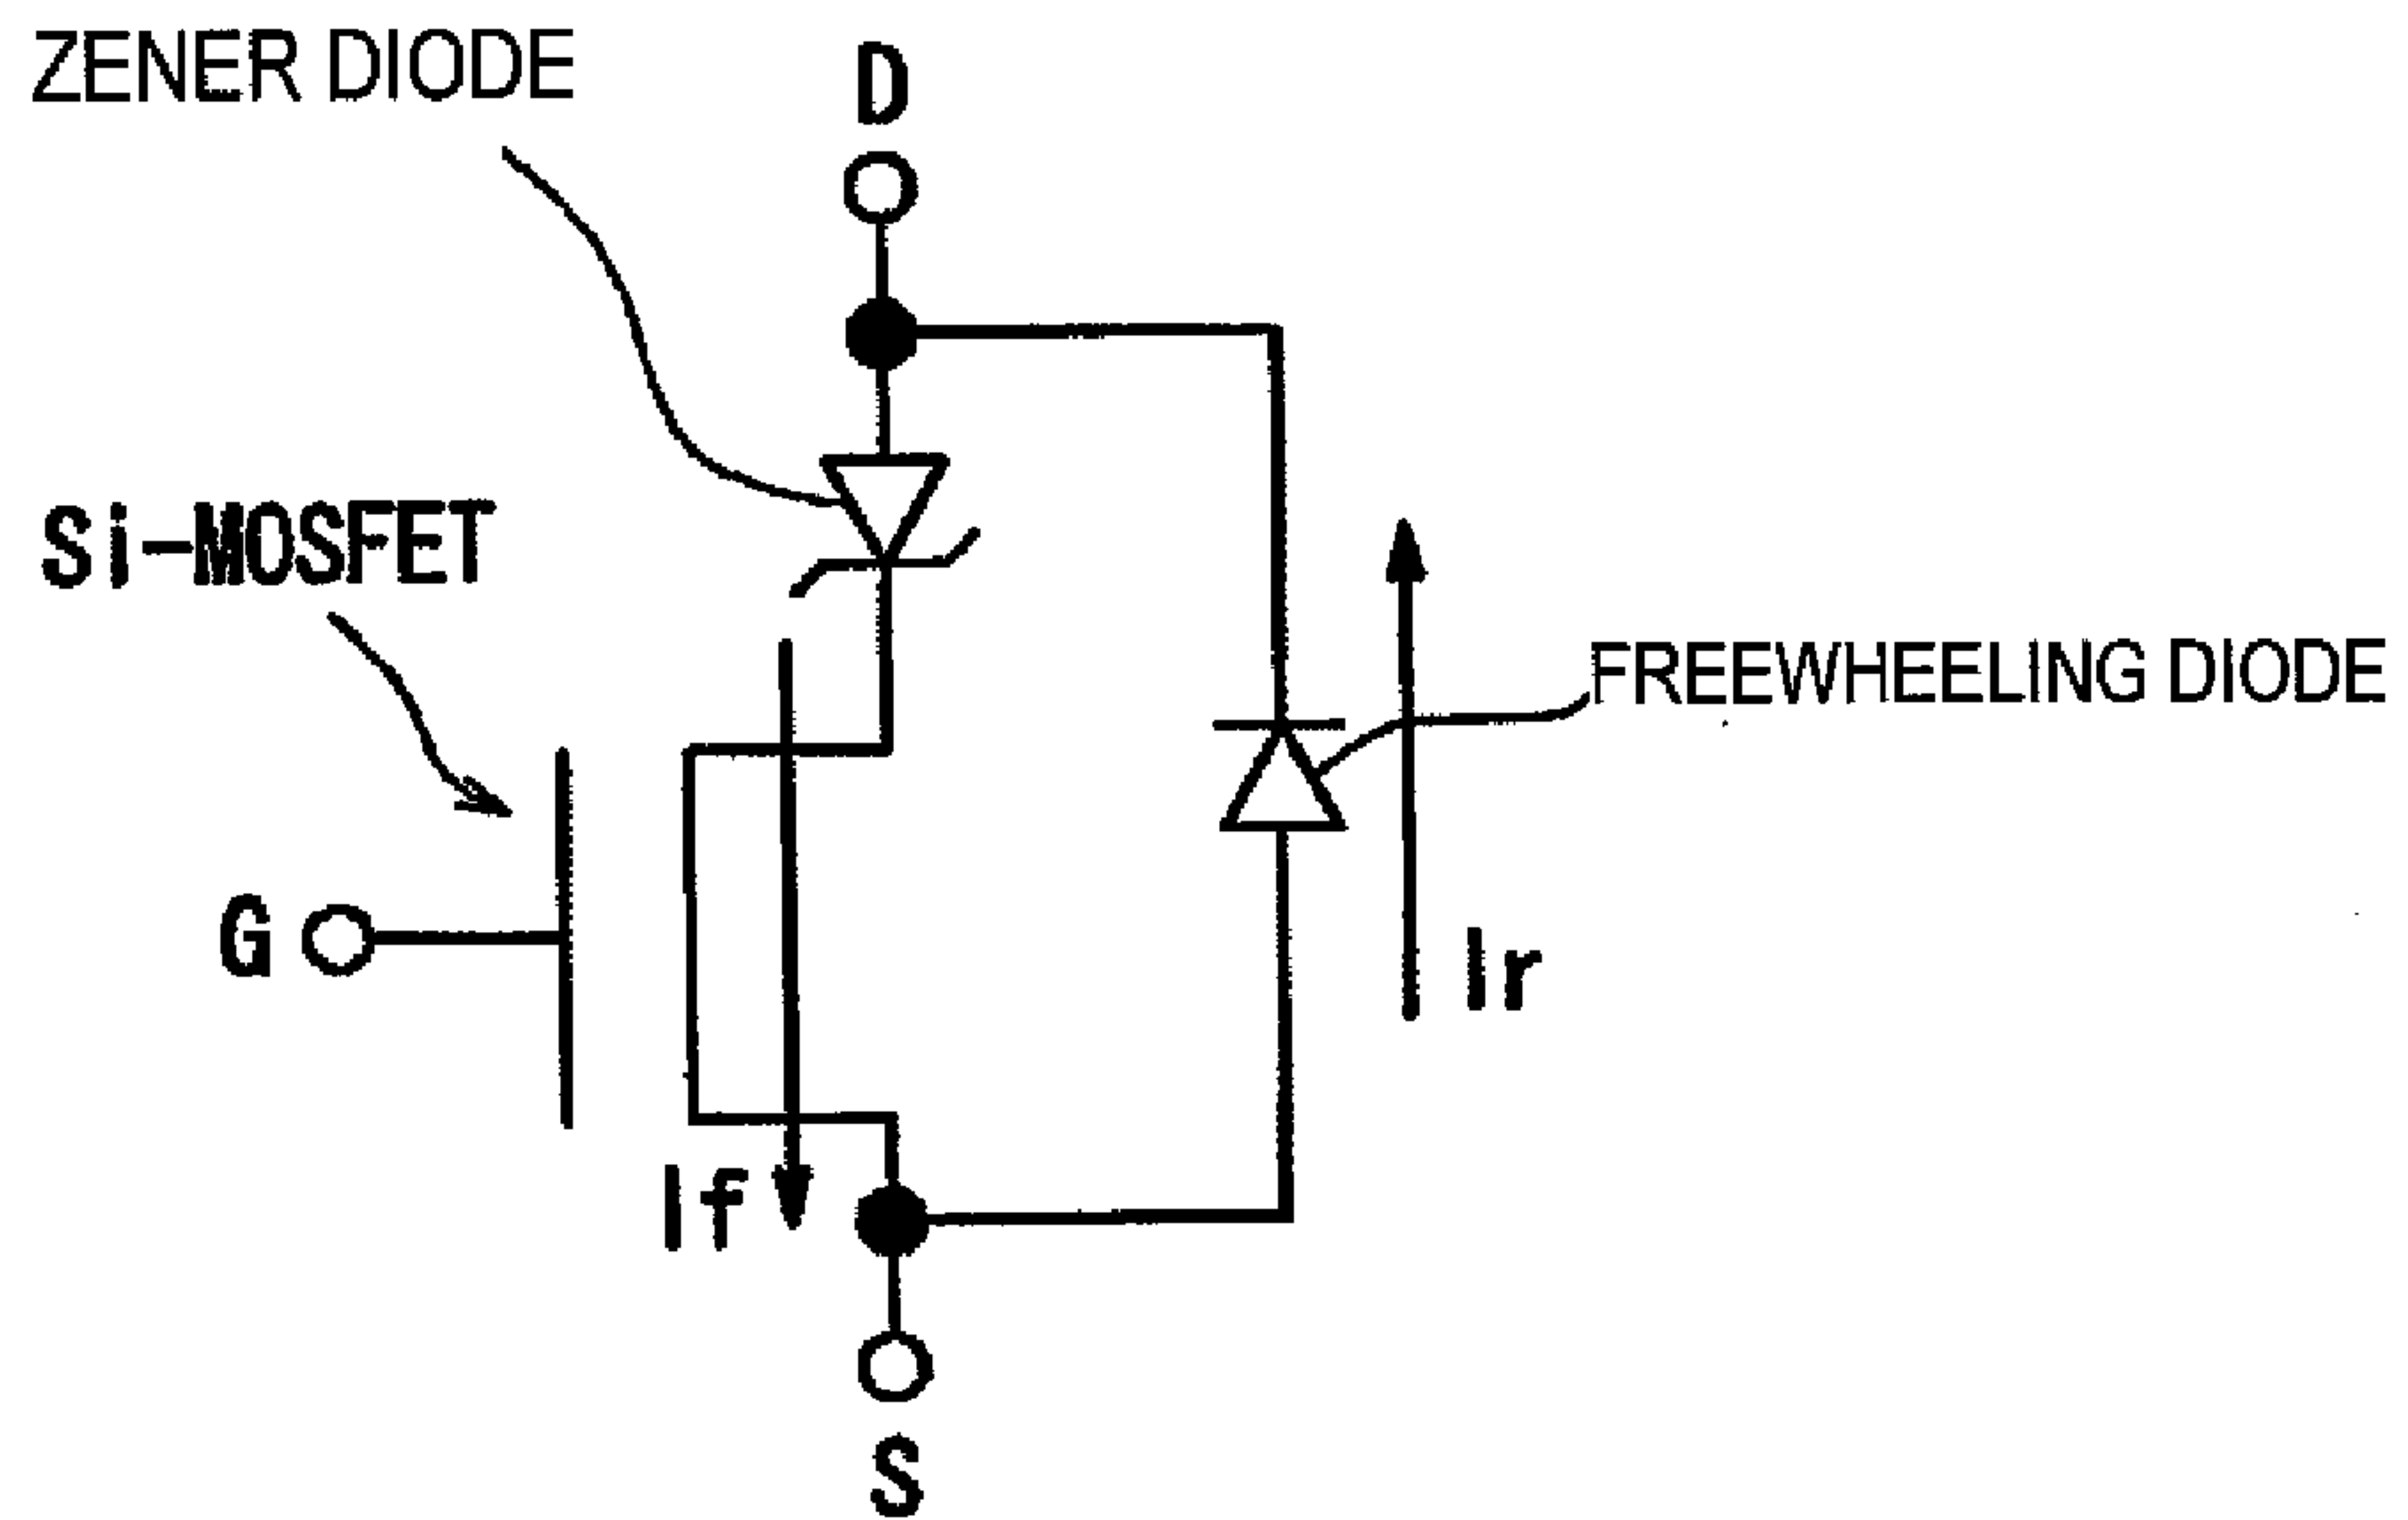 ZENER DIODE
D
Si-MOSFET
FREEWHEELING DIODE
G
Ir
If
S